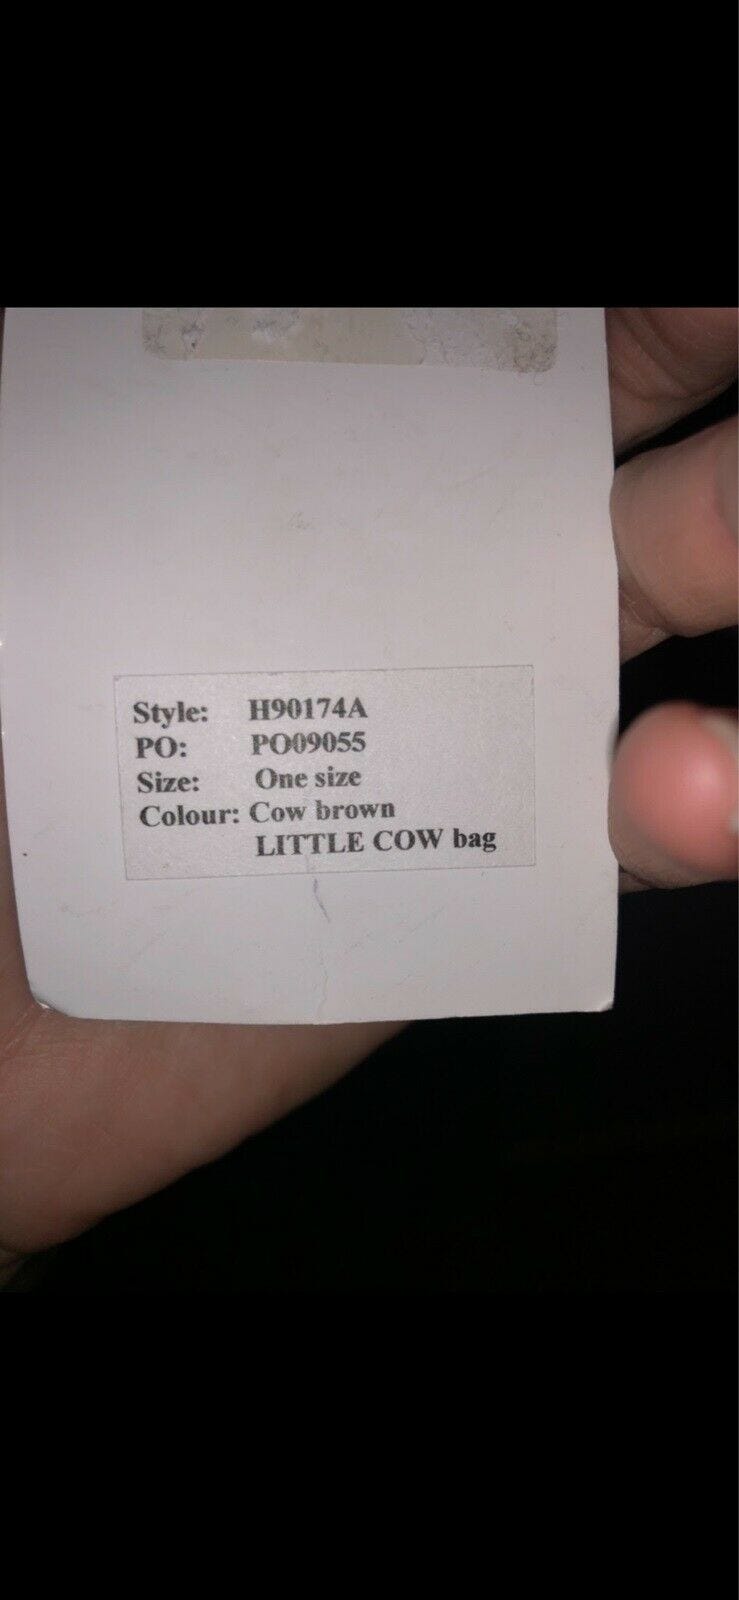 Style: H90174A
PO: PO09055
Size: One size
Colour: Cow brown
LITTLE COW bag